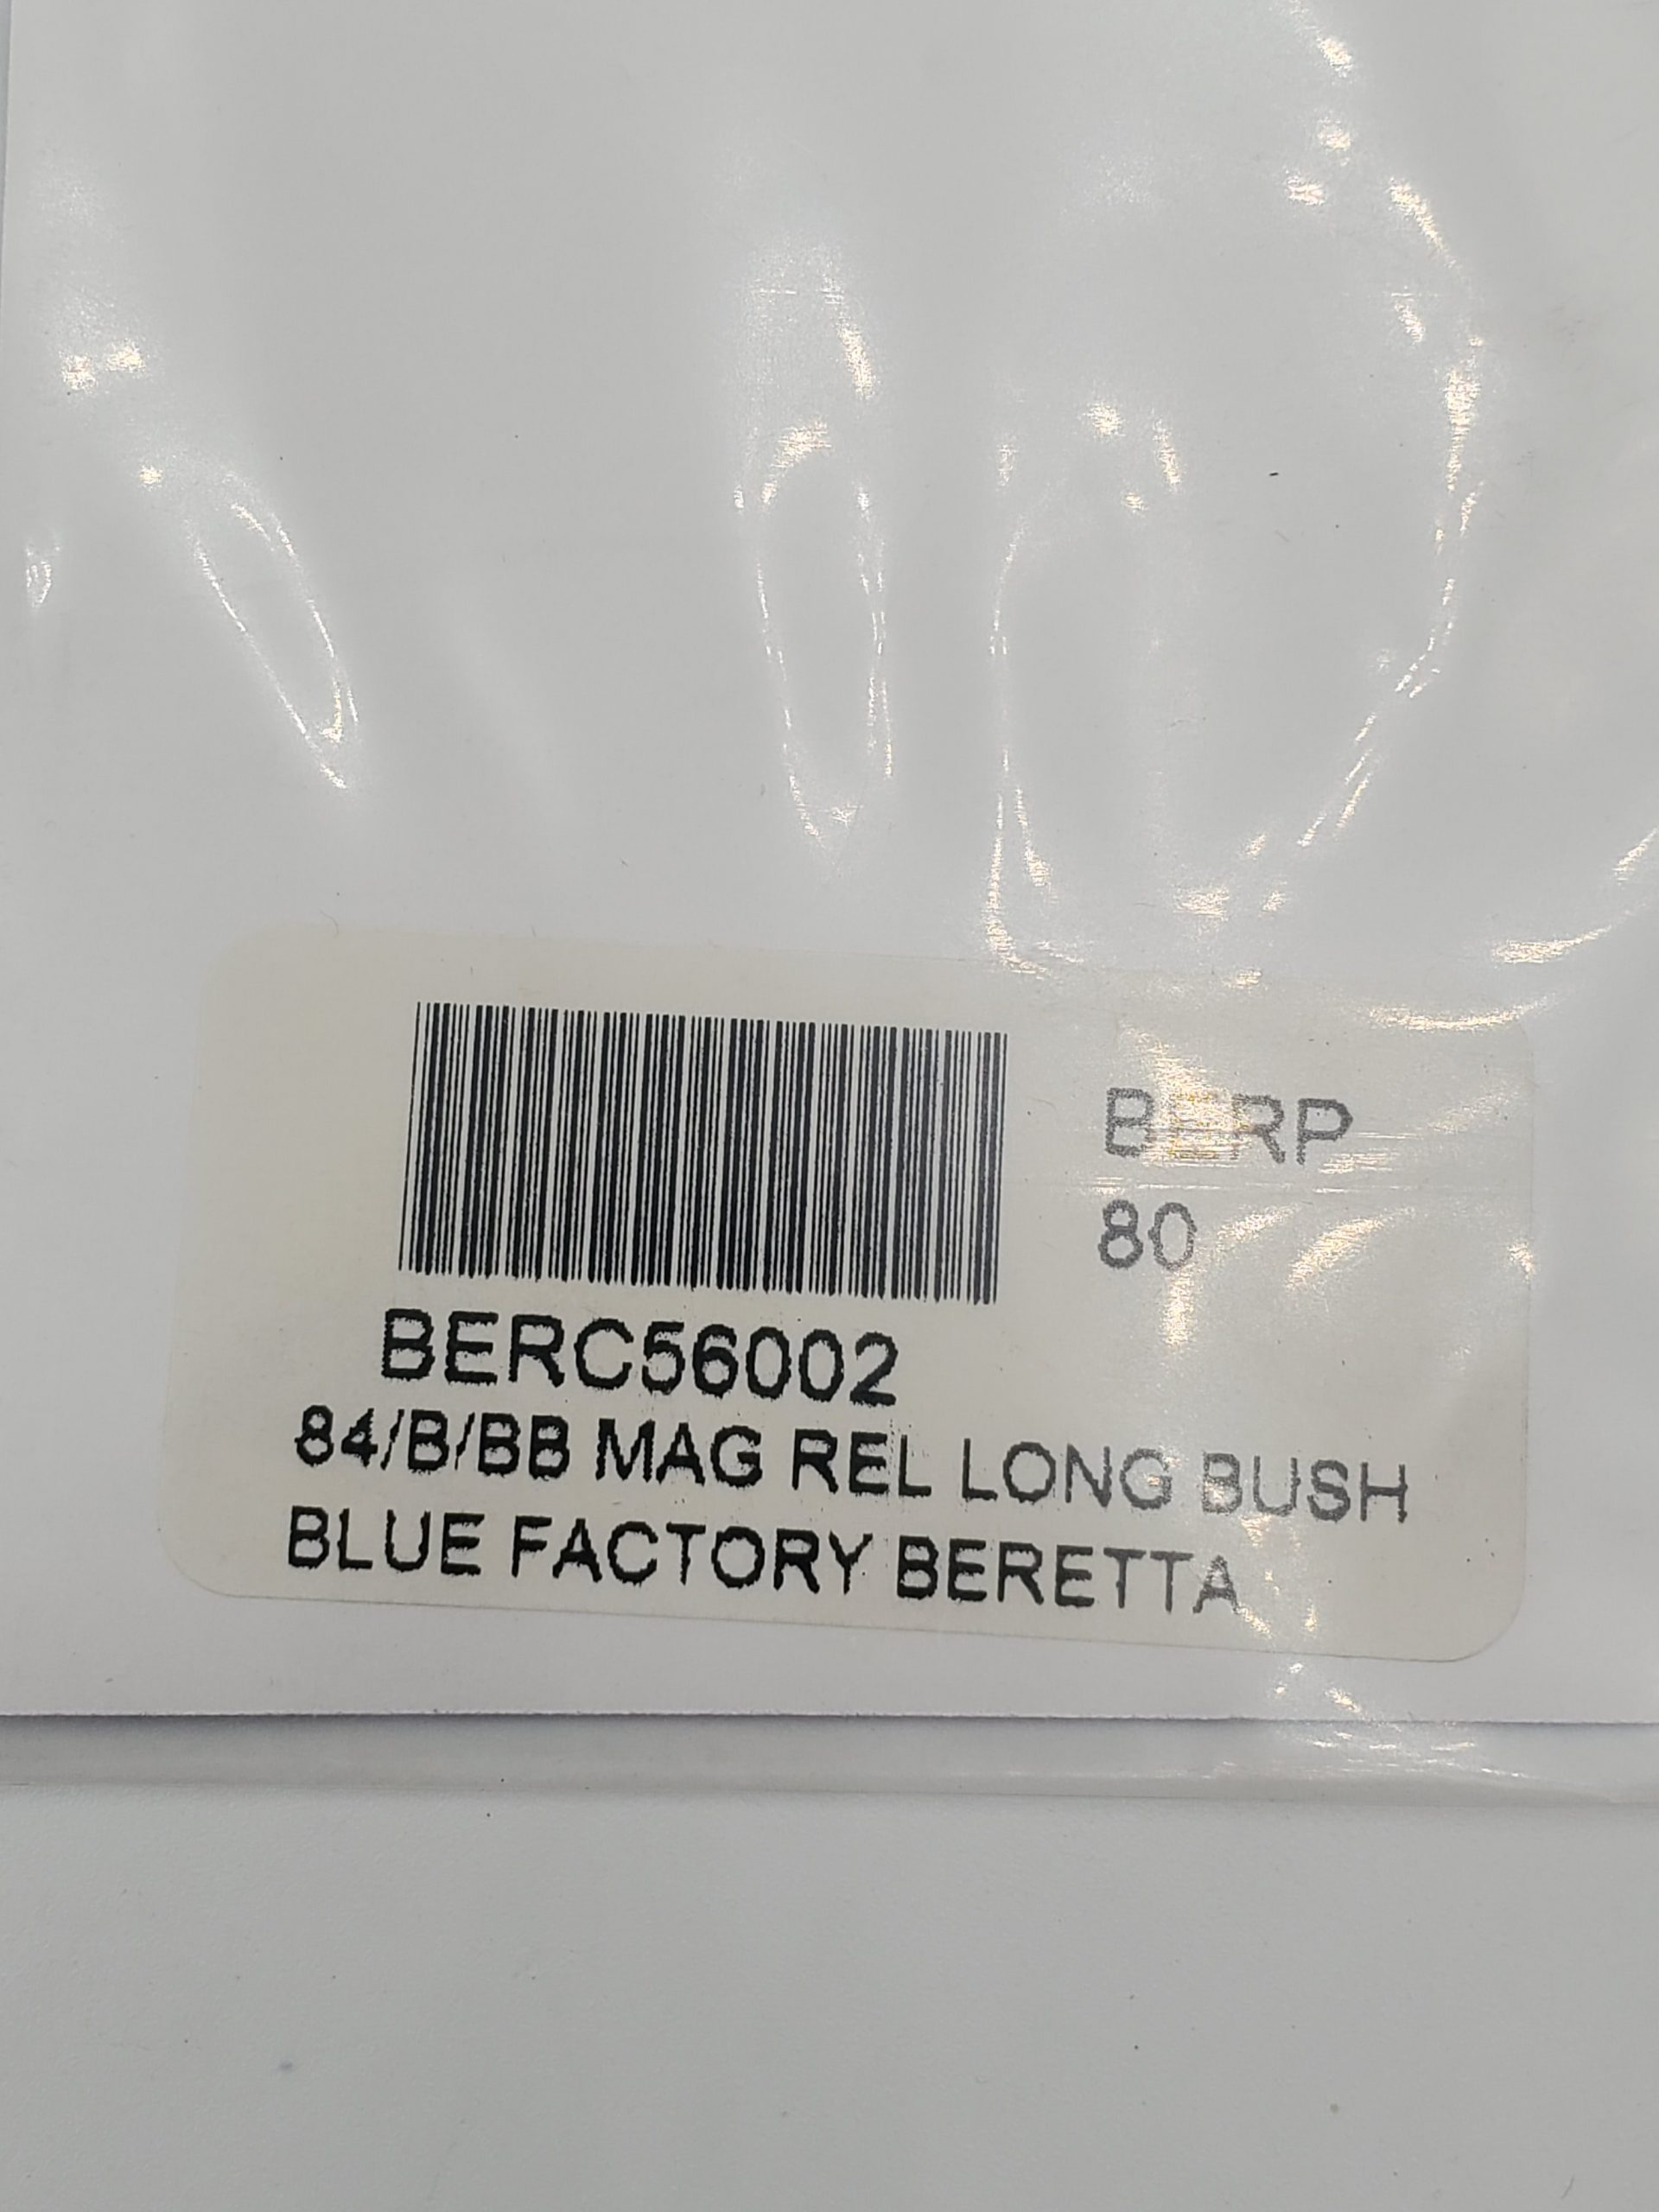 BERP
80
BERC56002
84/B/BB MAG REL LONG BUSH
BLUE FACTORY BERETTA